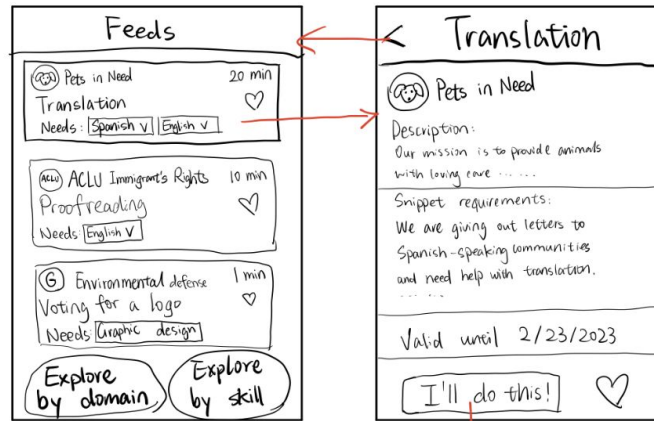 Feeds
Pets in Need 20 min
Translation
Needs: Spanish ∨ English ∨
ACLU ACLU Immigrant's Rights 10 min
Proofreading
Needs: English ∨
G Environmental defense 1 min
Voting for a logo
Needs: Graphic design
Explore by domain
Explore by skill
< Translation
Pets in Need
Description:
Our mission is to provide animals
with loving care ... ...
Snippet requirements:
We are giving out letters to
Spanish-speaking communities
and need help with translation.
... ...
Valid until 2/23/2023
I'll do this!